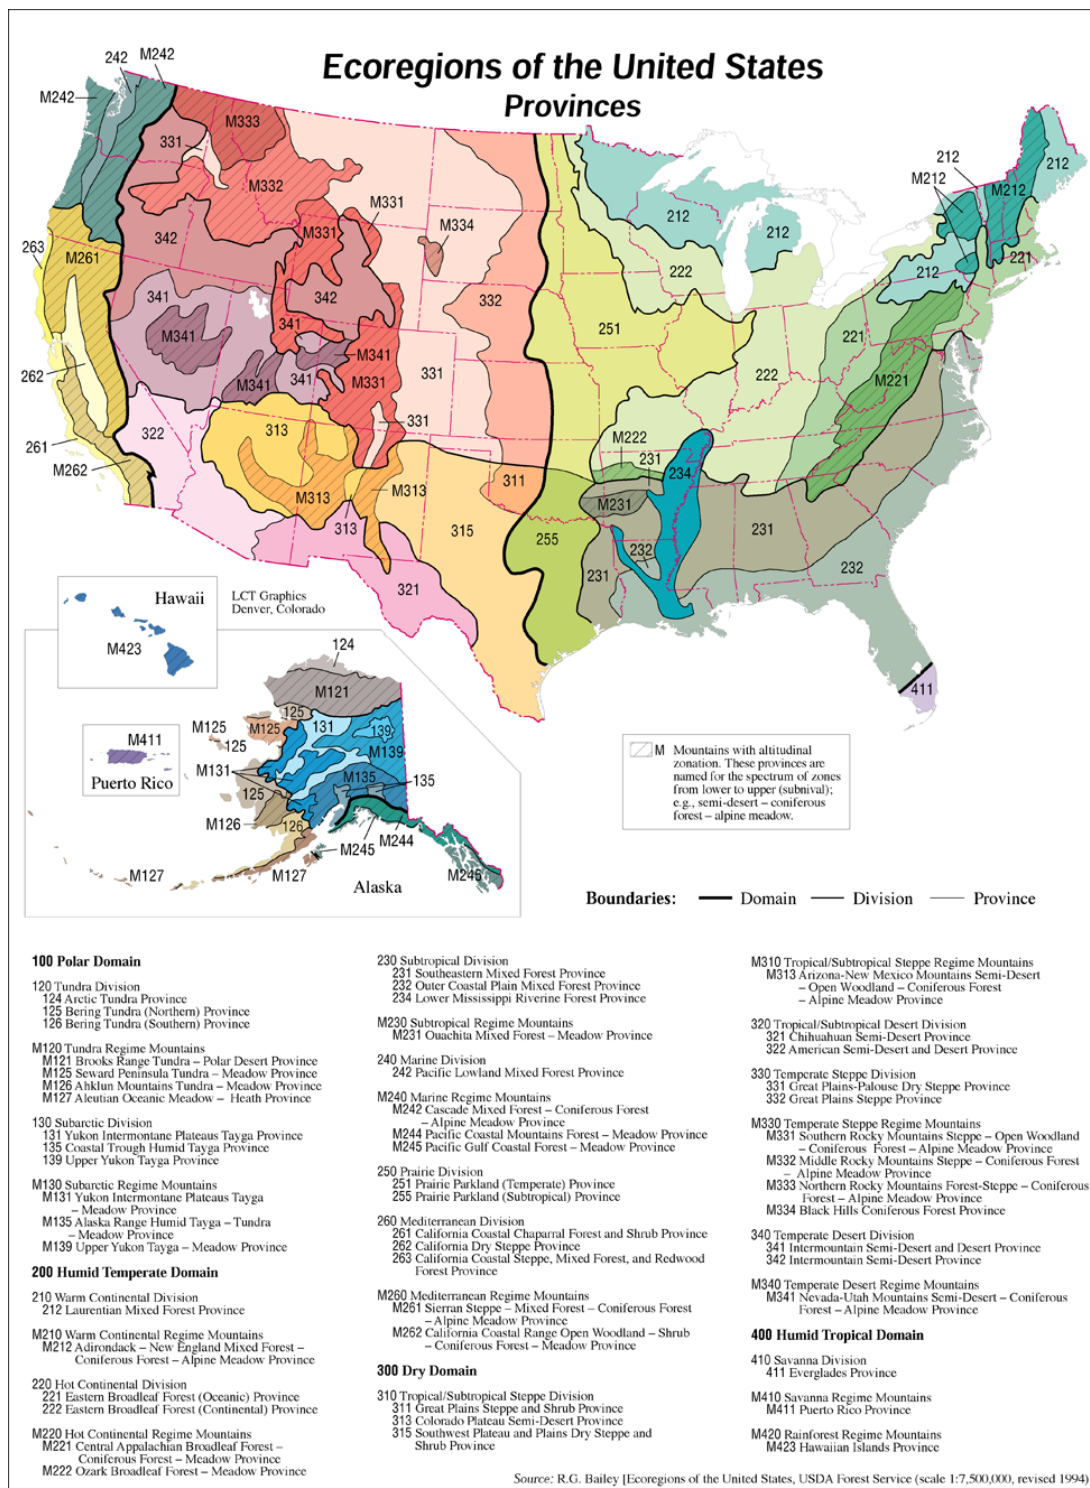 Ecoregions of the United States
Provinces
242
M242
M242
M333
331
M332
M331
M331
M334
342
263
M261
341
342
332
341
M341
M341
M341
341
M331
331
262
331
322
313
261
M262
M313
M313
313
311
315
321
212
212
M212
212
M212
212
212
221
222
251
221
222
M221
M222
231
234
M231
255
231
232
231
232
411
Hawaii
M423
LCT Graphics
Denver, Colorado
124
M121
125
M125
M125
125
131
139
M139
M131
M135
135
125
M126
126
M245
M244
M127
M127
M245
Alaska
M411
Puerto Rico
M Mountains with altitudinal
zonation. These provinces are
named for the spectrum of zones
from lower to upper (subnival);
e.g., semi-desert – coniferous
forest – alpine meadow.
Boundaries: Domain Division Province
100 Polar Domain
120 Tundra Division
124 Arctic Tundra Province
125 Bering Tundra (Northern) Province
126 Bering Tundra (Southern) Province
M120 Tundra Regime Mountains
M121 Brooks Range Tundra – Polar Desert Province
M125 Seward Peninsula Tundra – Meadow Province
M126 Ahklun Mountains Tundra – Meadow Province
M127 Aleutian Oceanic Meadow – Heath Province
130 Subarctic Division
131 Yukon Intermontane Plateaus Tayga Province
135 Coastal Trough Humid Tayga Province
139 Upper Yukon Tayga Province
M130 Subarctic Regime Mountains
M131 Yukon Intermontane Plateaus Tayga
– Meadow Province
M135 Alaska Range Humid Tayga – Tundra
– Meadow Province
M139 Upper Yukon Tayga – Meadow Province
200 Humid Temperate Domain
210 Warm Continental Division
212 Laurentian Mixed Forest Province
M210 Warm Continental Regime Mountains
M212 Adirondack – New England Mixed Forest –
Coniferous Forest – Alpine Meadow Province
220 Hot Continental Division
221 Eastern Broadleaf Forest (Oceanic) Province
222 Eastern Broadleaf Forest (Continental) Province
M220 Hot Continental Regime Mountains
M221 Central Appalachian Broadleaf Forest –
Coniferous Forest – Meadow Province
M222 Ozark Broadleaf Forest – Meadow Province
230 Subtropical Division
231 Southeastern Mixed Forest Province
232 Outer Coastal Plain Mixed Forest Province
234 Lower Mississippi Riverine Forest Province
M230 Subtropical Regime Mountains
M231 Ouachita Mixed Forest – Meadow Province
240 Marine Division
242 Pacific Lowland Mixed Forest Province
M240 Marine Regime Mountains
M242 Cascade Mixed Forest – Coniferous Forest
– Alpine Meadow Province
M244 Pacific Coastal Mountains Forest – Meadow Province
M245 Pacific Gulf Coastal Forest – Meadow Province
250 Prairie Division
251 Prairie Parkland (Temperate) Province
255 Prairie Parkland (Subtropical) Province
260 Mediterranean Division
261 California Coastal Chaparral Forest and Shrub Province
262 California Dry Steppe Province
263 California Coastal Steppe, Mixed Forest, and Redwood
Forest Province
M260 Mediterranean Regime Mountains
M261 Sierran Steppe – Mixed Forest – Coniferous Forest
– Alpine Meadow Province
M262 California Coastal Range Open Woodland – Shrub
– Coniferous Forest – Meadow Province
300 Dry Domain
310 Tropical/Subtropical Steppe Division
311 Great Plains Steppe and Shrub Province
313 Colorado Plateau Semi-Desert Province
315 Southwest Plateau and Plains Dry Steppe and
Shrub Province
M310 Tropical/Subtropical Steppe Regime Mountains
M313 Arizona-New Mexico Mountains Semi-Desert
– Open Woodland – Coniferous Forest
– Alpine Meadow Province
320 Tropical/Subtropical Desert Division
321 Chihuahuan Semi-Desert Province
322 American Semi-Desert and Desert Province
330 Temperate Steppe Division
331 Great Plains-Palouse Dry Steppe Province
332 Great Plains Steppe Province
M330 Temperate Steppe Regime Mountains
M331 Southern Rocky Mountains Steppe – Open Woodland
– Coniferous Forest – Alpine Meadow Province
M332 Middle Rocky Mountains Steppe – Coniferous Forest
– Alpine Meadow Province
M333 Northern Rocky Mountains Forest-Steppe – Coniferous
Forest – Alpine Meadow Province
M334 Black Hills Coniferous Forest Province
340 Temperate Desert Division
341 Intermountain Semi-Desert and Desert Province
342 Intermountain Semi-Desert Province
M340 Temperate Desert Regime Mountains
M341 Nevada-Utah Mountains Semi-Desert – Coniferous
Forest – Alpine Meadow Province
400 Humid Tropical Domain
410 Savanna Division
411 Everglades Province
M410 Savanna Regime Mountains
M411 Puerto Rico Province
M420 Rainforest Regime Mountains
M423 Hawaiian Islands Province
Source: R.G. Bailey [Ecoregions of the United States, USDA Forest Service (scale 1:7,500,000, revised 1994)